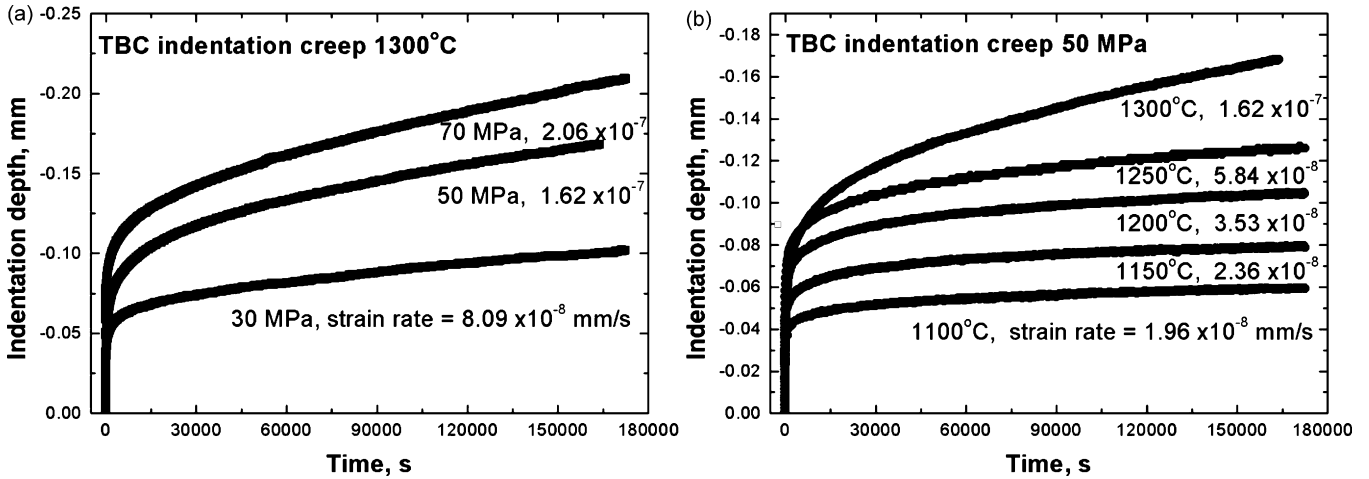 (a)
TBC indentation creep 1300°C
Indentation depth, mm
-0.25
-0.20
-0.15
-0.10
-0.05
0.00
70 MPa, 2.06 x10⁻⁷
50 MPa, 1.62 x10⁻⁷
30 MPa, strain rate = 8.09 x10⁻⁸ mm/s
0 30000 60000 90000 120000 150000 180000
Time, s
(b)
TBC indentation creep 50 MPa
Indentation depth, mm
-0.18
-0.16
-0.14
-0.12
-0.10
-0.08
-0.06
-0.04
-0.02
0.00
1300°C, 1.62 x10⁻⁷
1250°C, 5.84 x10⁻⁸
1200°C, 3.53 x10⁻⁸
1150°C, 2.36 x10⁻⁸
1100°C, strain rate = 1.96 x10⁻⁸ mm/s
0 30000 60000 90000 120000 150000 180000
Time, s